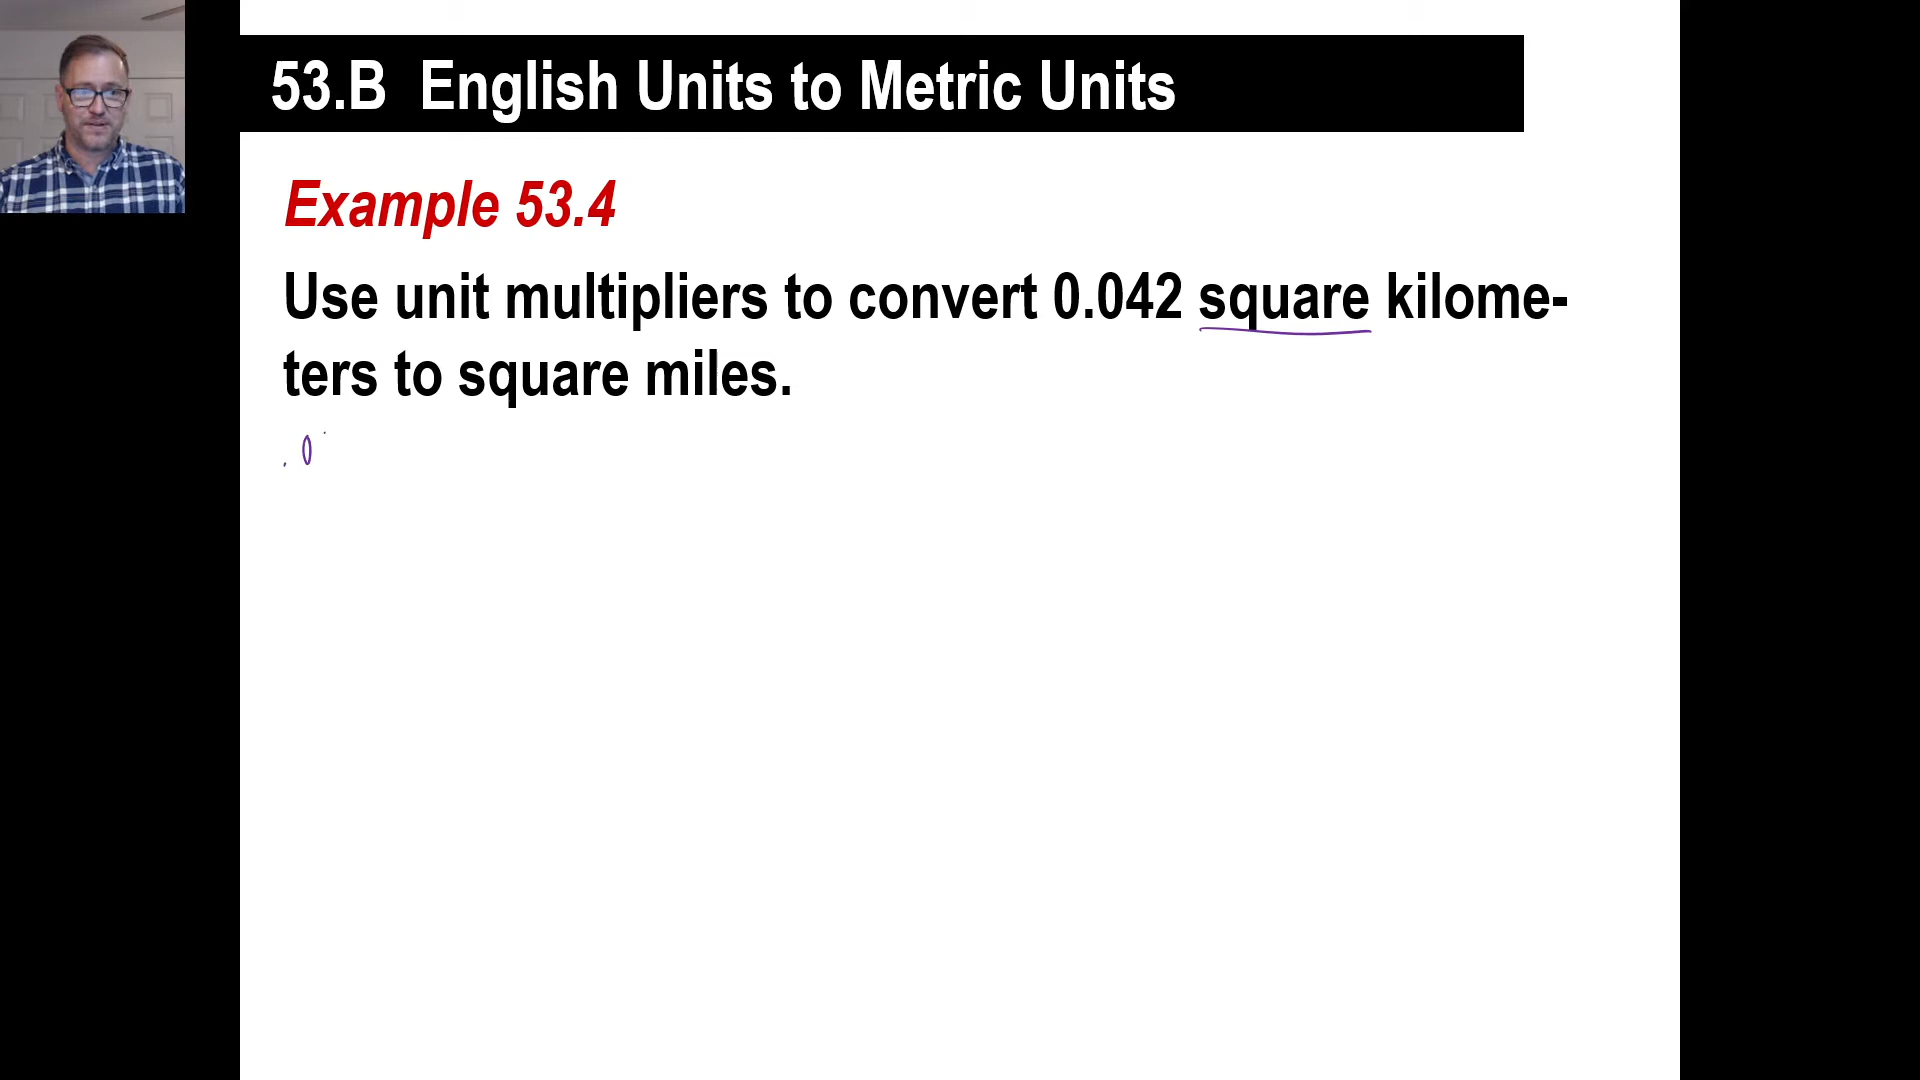 53.B English Units to Metric Units
Example 53.4
Use unit multipliers to convert 0.042 square kilome-
ters to square miles.
.0